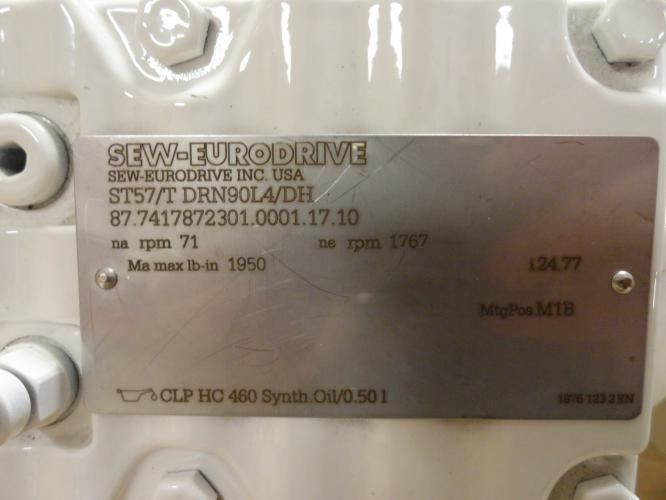 SEW-EURODRIVE
SEW-EURODRIVE INC. USA
ST57/T DRN90L4/DH
87.7417872301.0001.17.10
na rpm 71 ne rpm 1767
Ma max lb-in 1950 i 24.77
MtgPos M1B
CLP HC 460 Synth.Oil/0.50 l
1876 123 2 EN